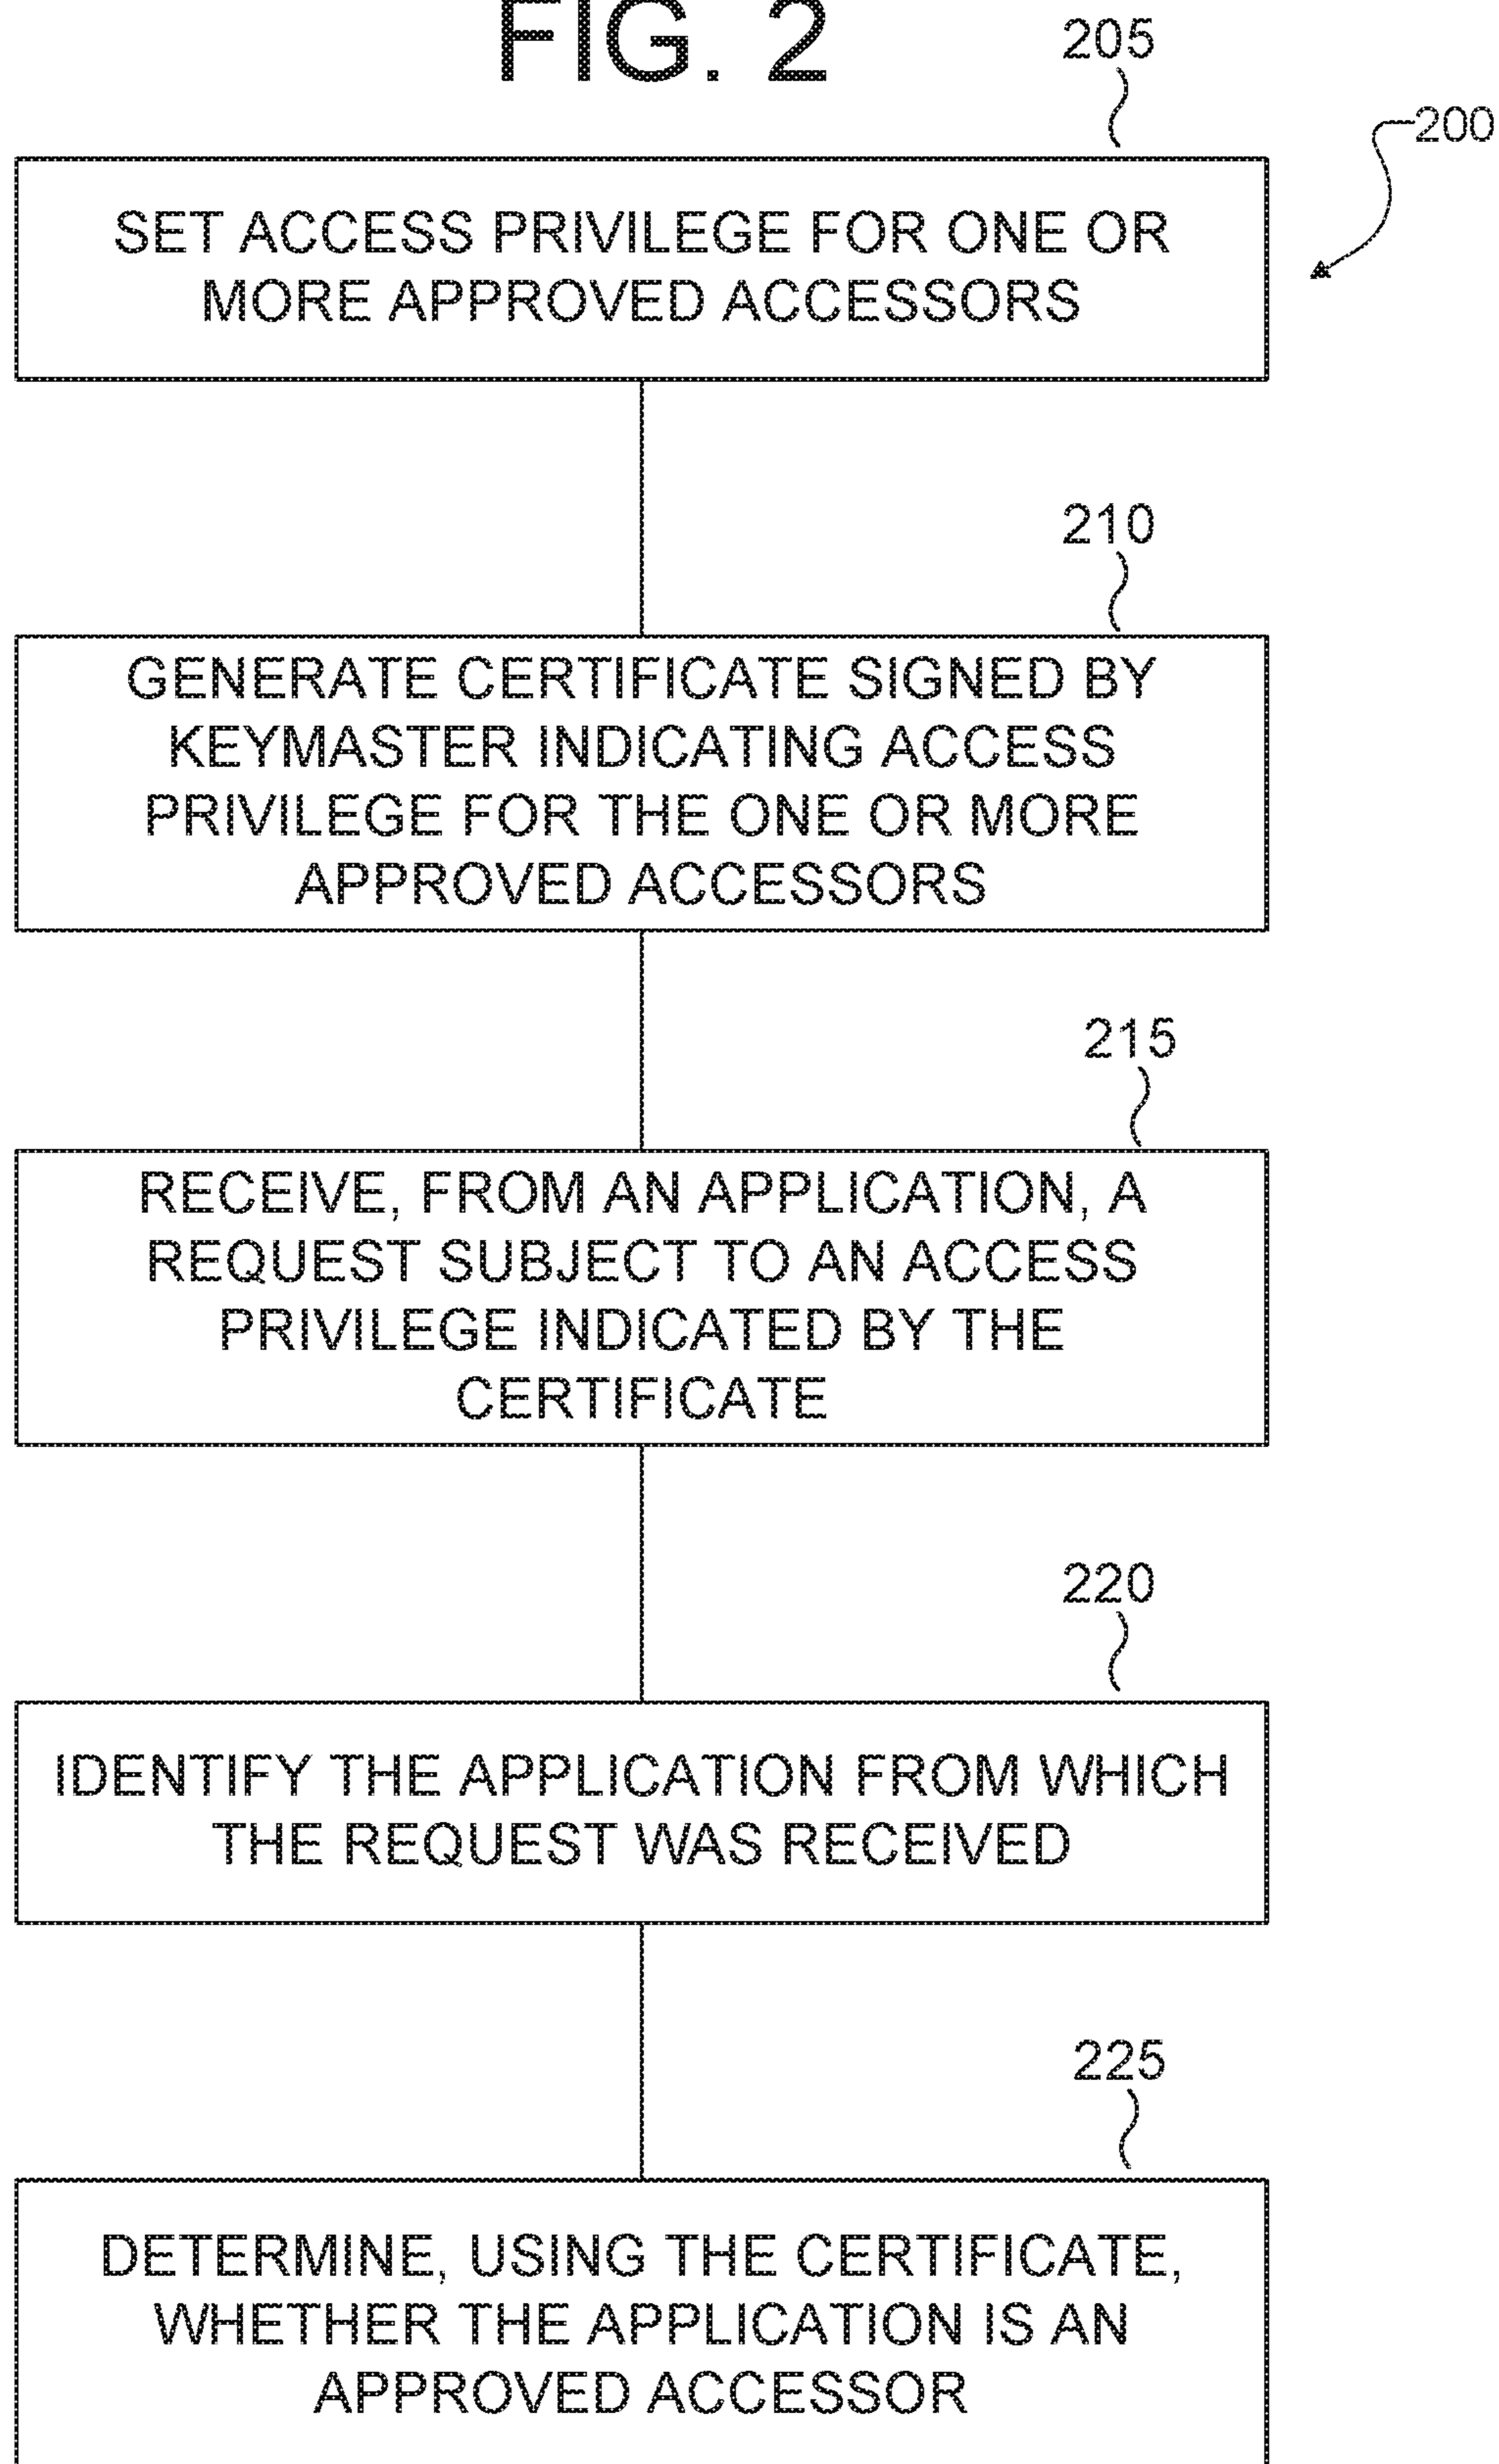 FIG. 2
205
200
SET ACCESS PRIVILEGE FOR ONE OR
MORE APPROVED ACCESSORS
210
GENERATE CERTIFICATE SIGNED BY
KEYMASTER INDICATING ACCESS
PRIVILEGE FOR THE ONE OR MORE
APPROVED ACCESSORS
215
RECEIVE, FROM AN APPLICATION, A
REQUEST SUBJECT TO AN ACCESS
PRIVILEGE INDICATED BY THE
CERTIFICATE
220
IDENTIFY THE APPLICATION FROM WHICH
THE REQUEST WAS RECEIVED
225
DETERMINE, USING THE CERTIFICATE,
WHETHER THE APPLICATION IS AN
APPROVED ACCESSOR